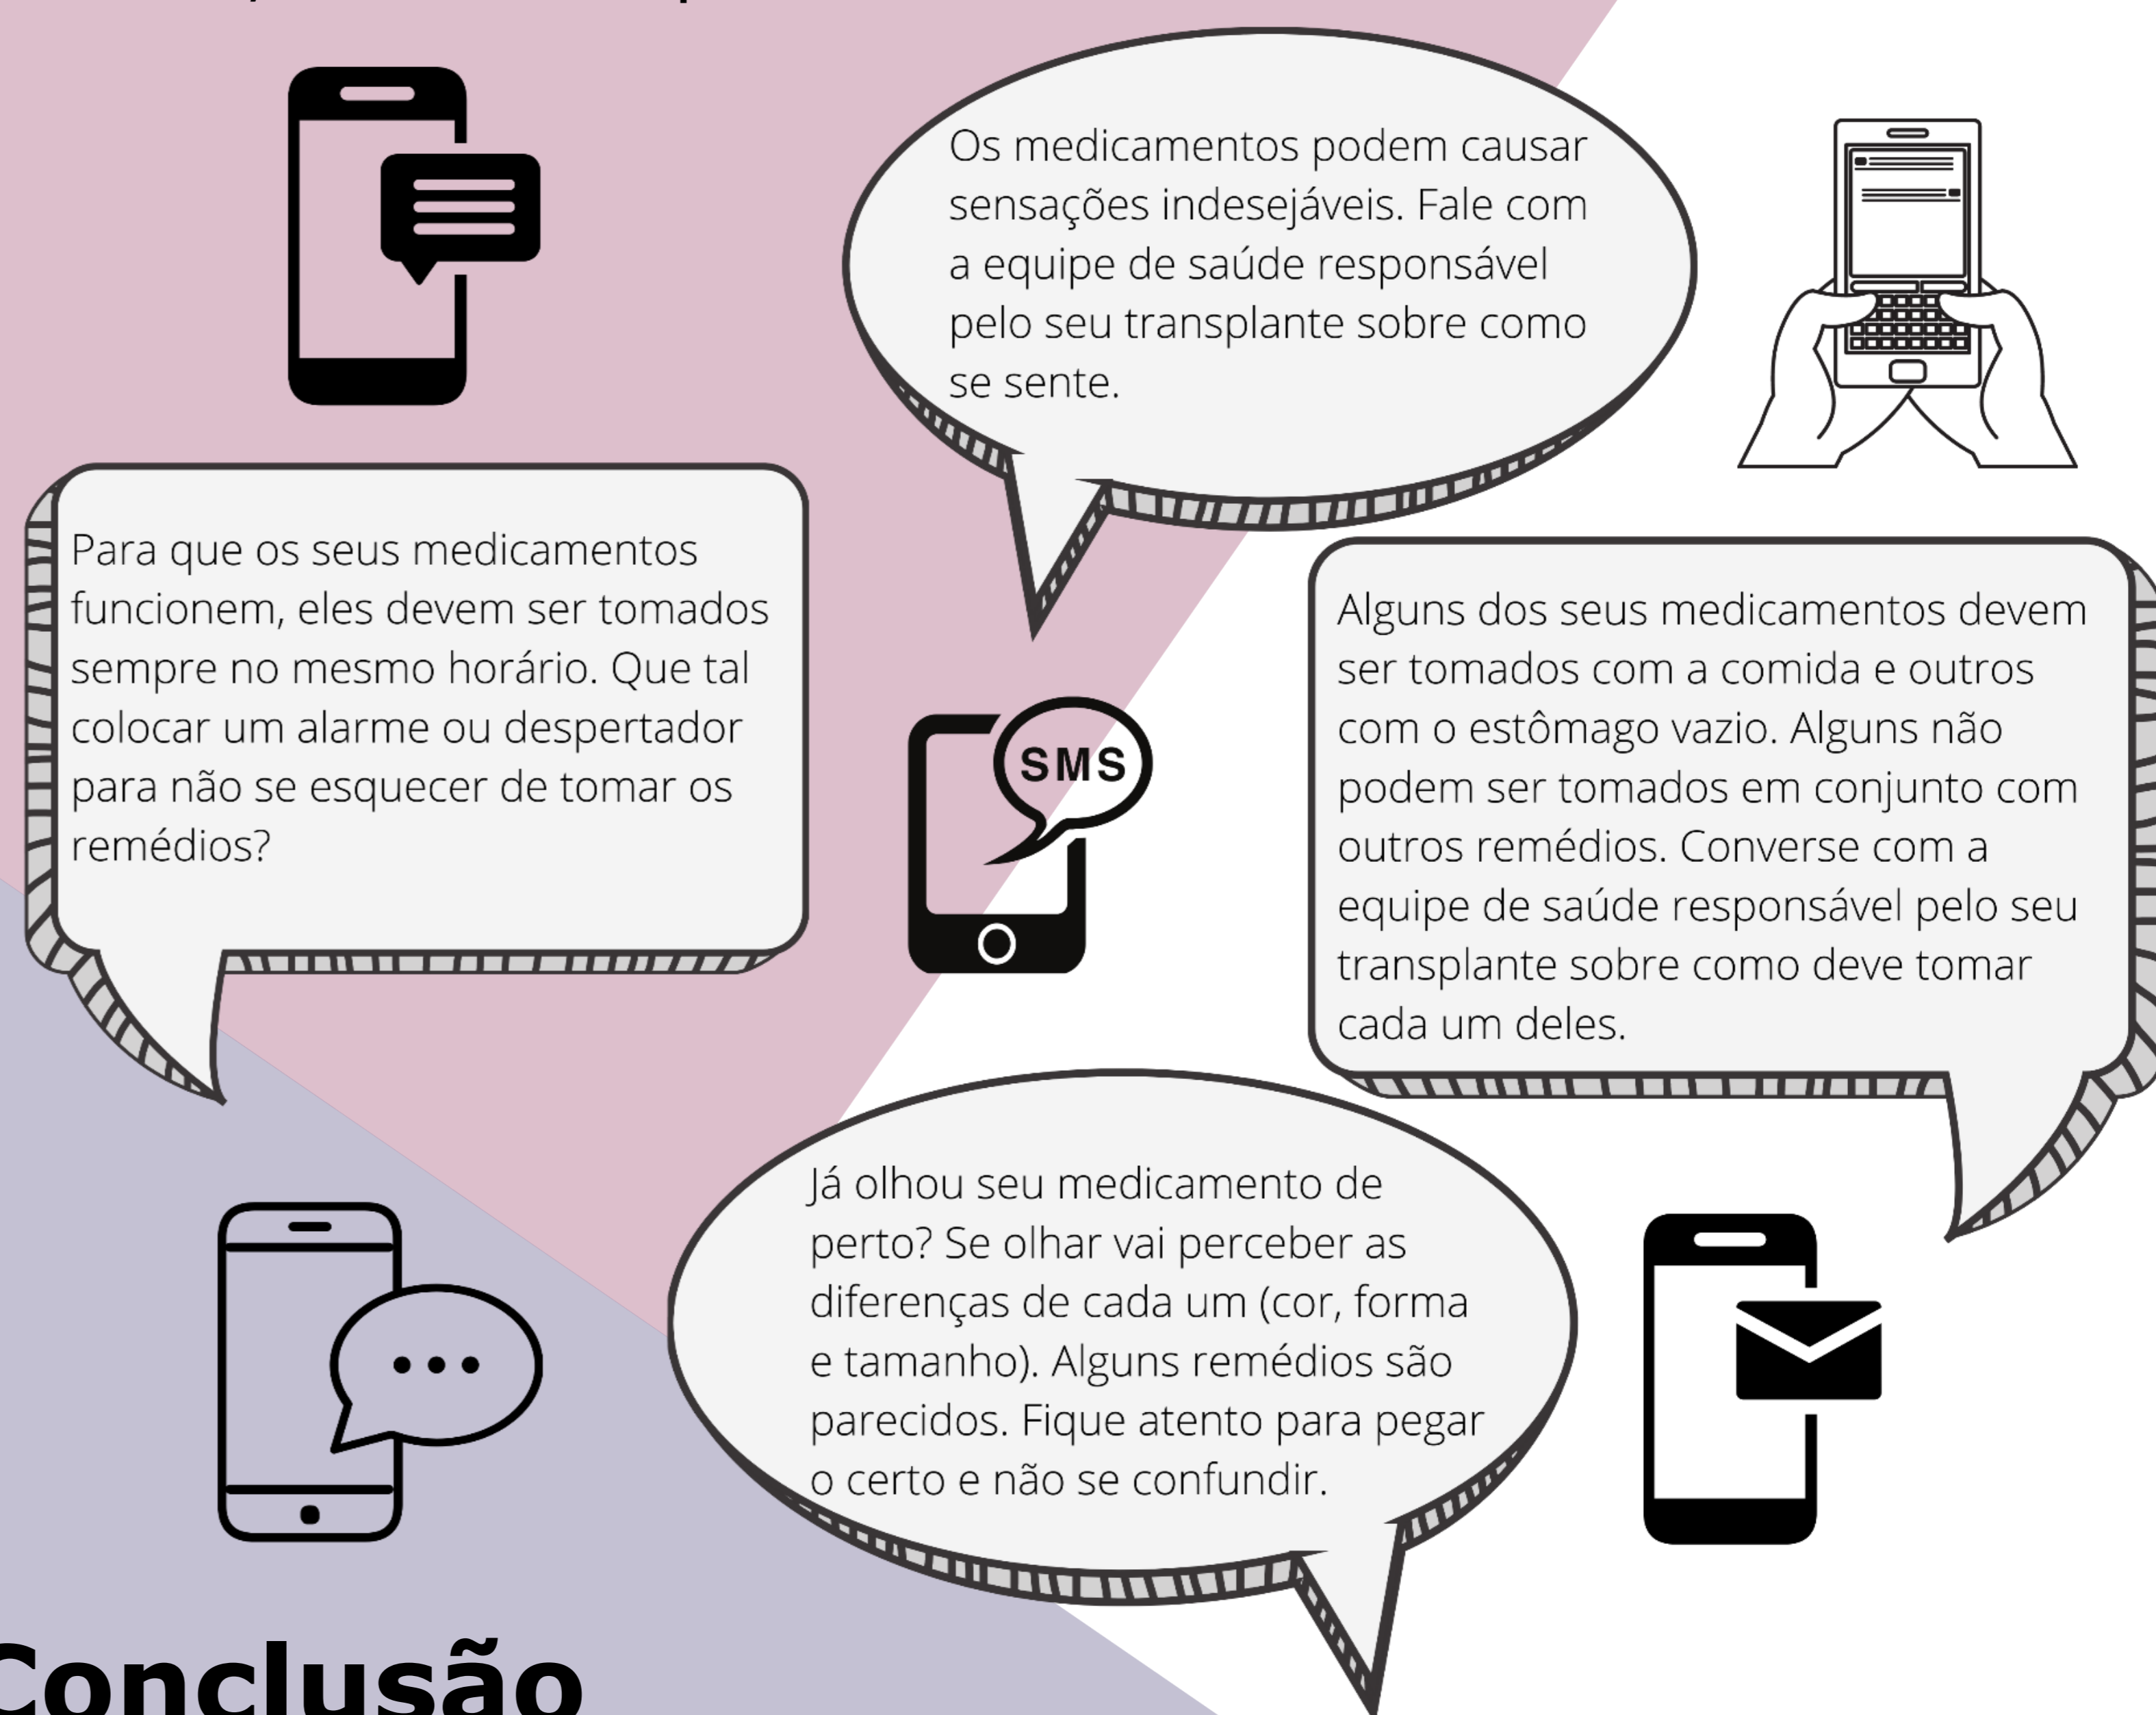 Os medicamentos podem causar
sensações indesejáveis. Fale com
a equipe de saúde responsável
pelo seu transplante sobre como
se sente.
Para que os seus medicamentos
funcionem, eles devem ser tomados
sempre no mesmo horário. Que tal
colocar um alarme ou despertador
para não se esquecer de tomar os
remédios?
SMS
Alguns dos seus medicamentos devem
ser tomados com a comida e outros
com o estômago vazio. Alguns não
podem ser tomados em conjunto com
outros remédios. Converse com a
equipe de saúde responsável pelo seu
transplante sobre como deve tomar
cada um deles.
Já olhou seu medicamento de
perto? Se olhar vai perceber as
diferenças de cada um (cor, forma
e tamanho). Alguns remédios são
parecidos. Fique atento para pegar
o certo e não se confundir.
Conclusão